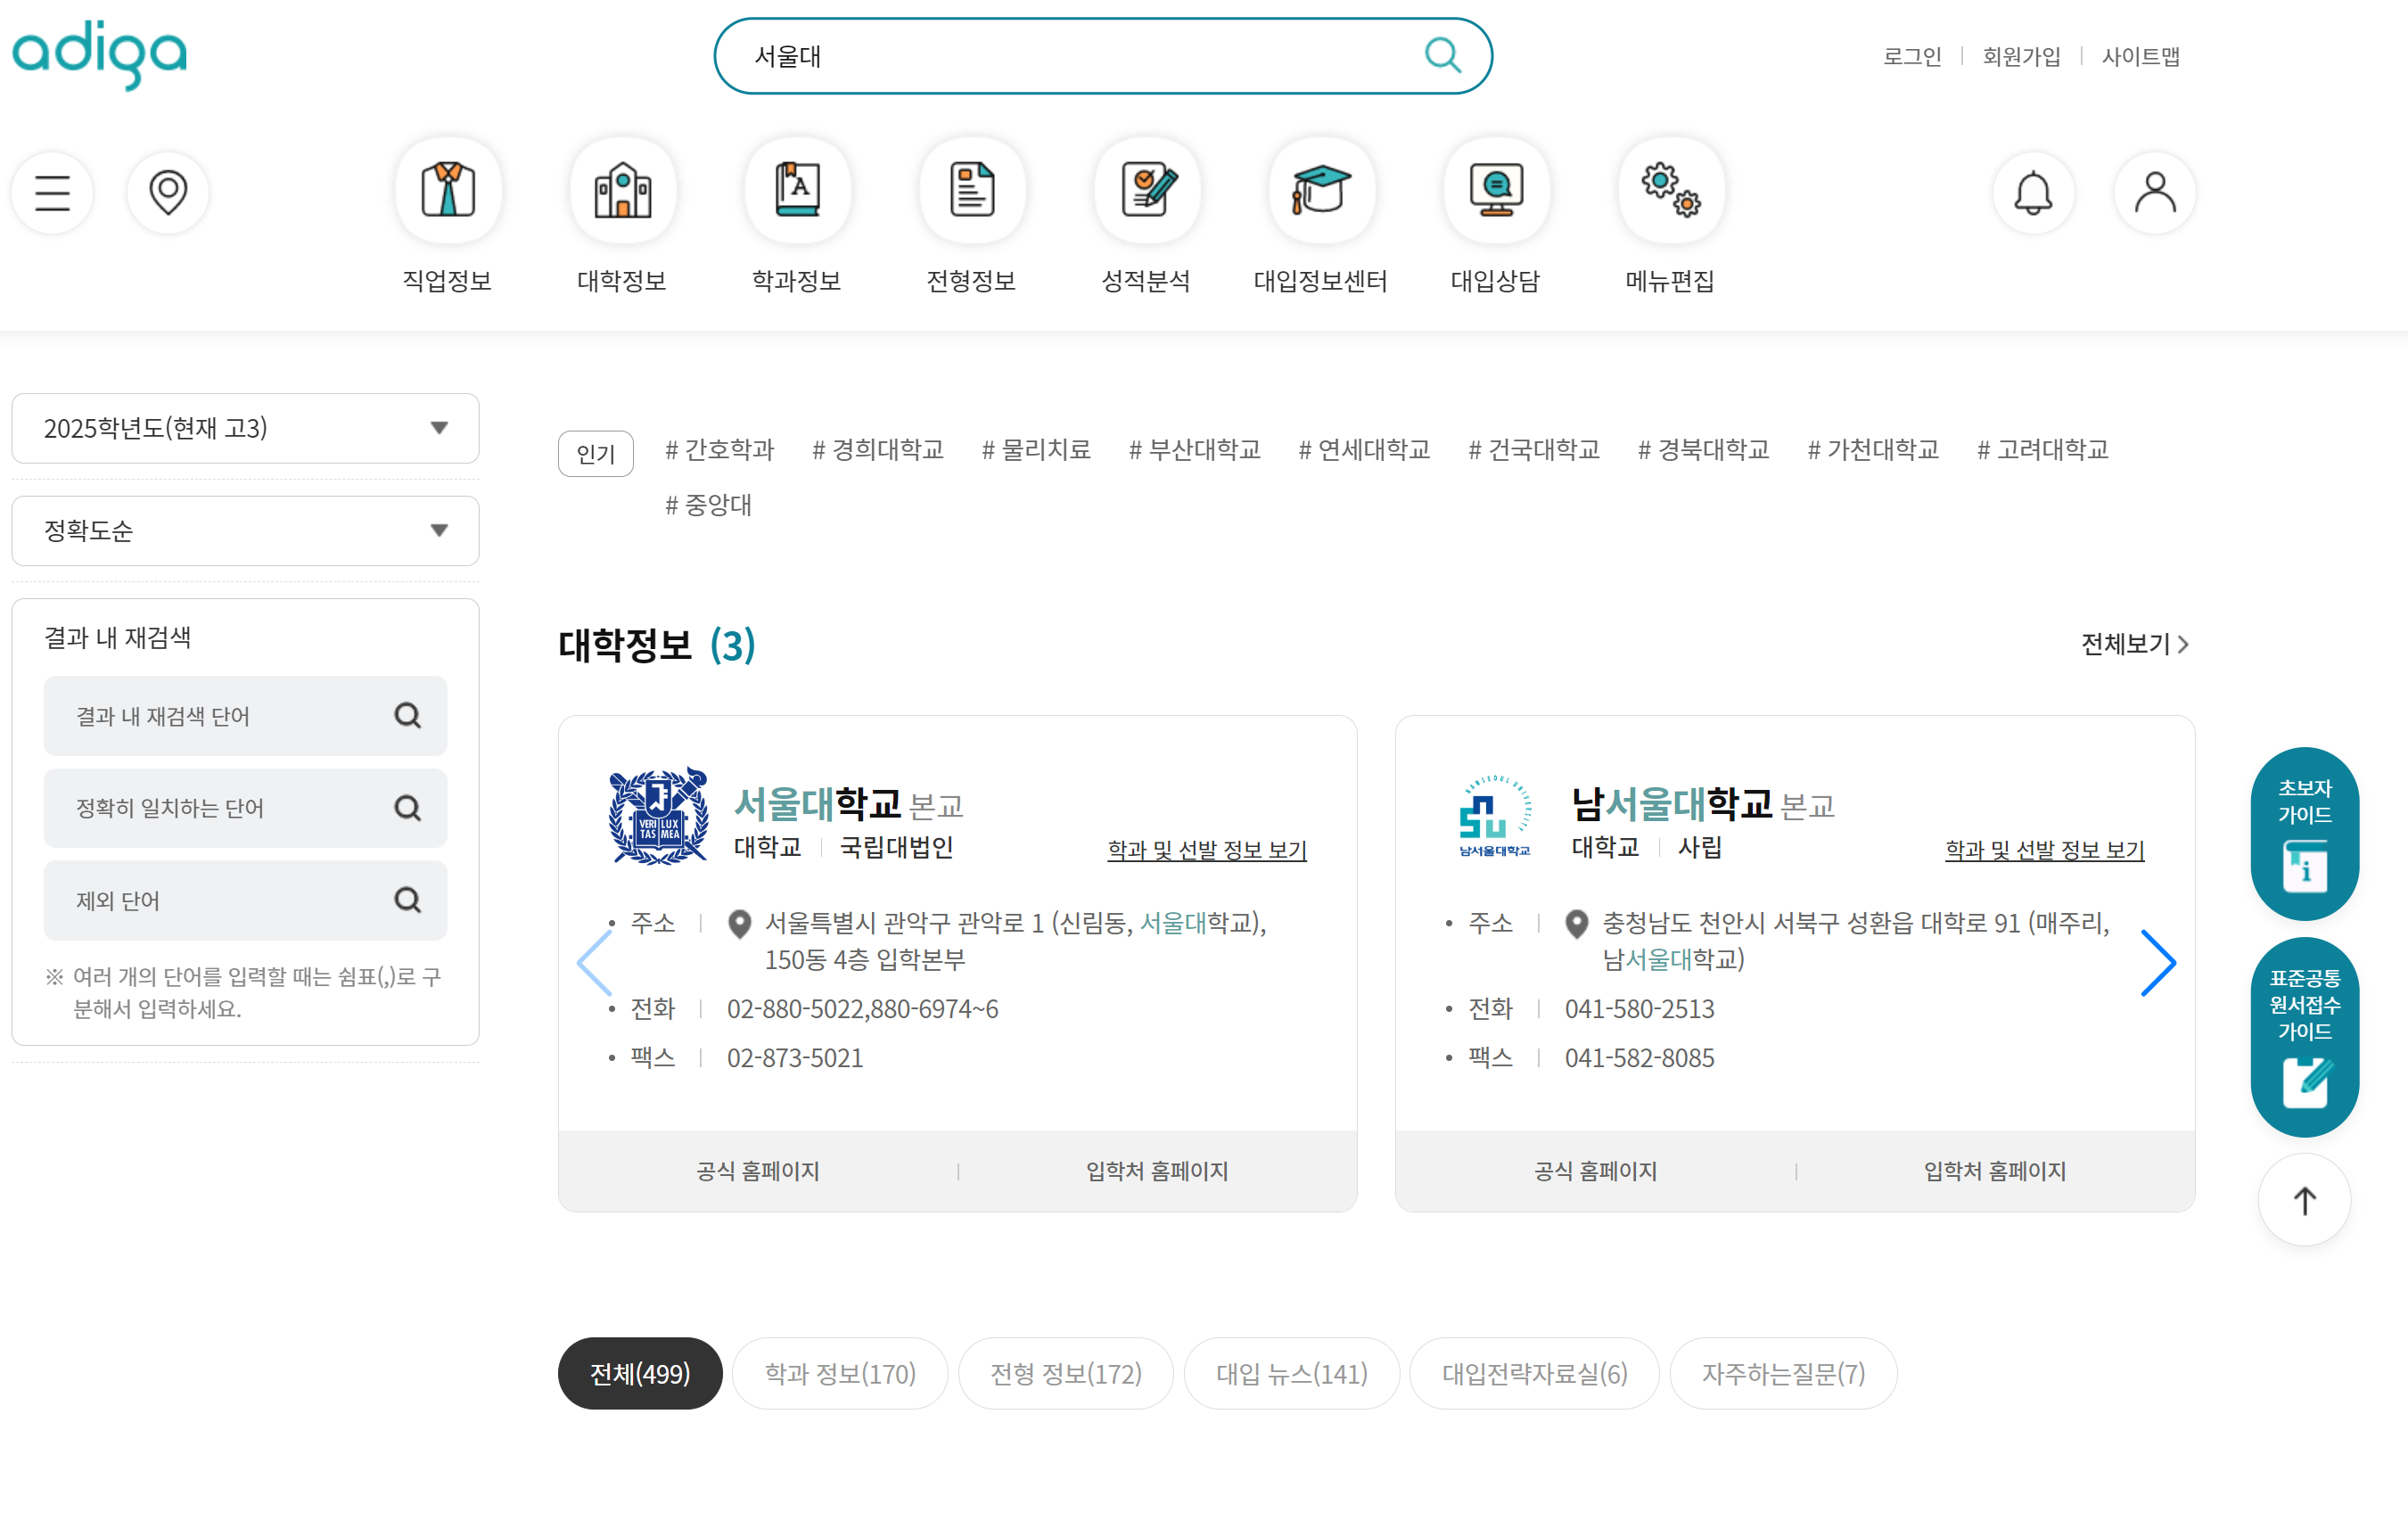 adiga
서울대
로그인 회원가입 사이트맵
직업정보 대학정보 학과정보 전형정보 성적분석 대입정보센터 대입상담 메뉴편집
2025학년도(현재 고3)
정확도순
결과 내 재검색
결과 내 재검색 단어
정확히 일치하는 단어
제외 단어
※ 여러 개의 단어를 입력할 때는 쉼표(,)로 구
분해서 입력하세요.
인기 # 간호학과 # 경희대학교 # 물리치료 # 부산대학교 # 연세대학교 # 건국대학교 # 경북대학교 # 가천대학교 # 고려대학교
# 중앙대
대학정보 (3)
전체보기
VERI LUX
TAS MEA
서울대학교 본교
대학교 국립대법인
학과 및 선발 정보 보기
• 주소 서울특별시 관악구 관악로 1 (신림동, 서울대학교),
150동 4층 입학본부
• 전화 02-880-5022,880-6974~6
• 팩스 02-873-5021
공식 홈페이지 입학처 홈페이지
남서울대학교
남서울대학교 본교
대학교 사립
학과 및 선발 정보 보기
• 주소 충청남도 천안시 서북구 성환읍 대학로 91 (매주리,
남서울대학교)
• 전화 041-580-2513
• 팩스 041-582-8085
공식 홈페이지 입학처 홈페이지
초보자
가이드
표준공통
원서접수
가이드
전체(499) 학과 정보(170) 전형 정보(172) 대입 뉴스(141) 대입전략자료실(6) 자주하는질문(7)